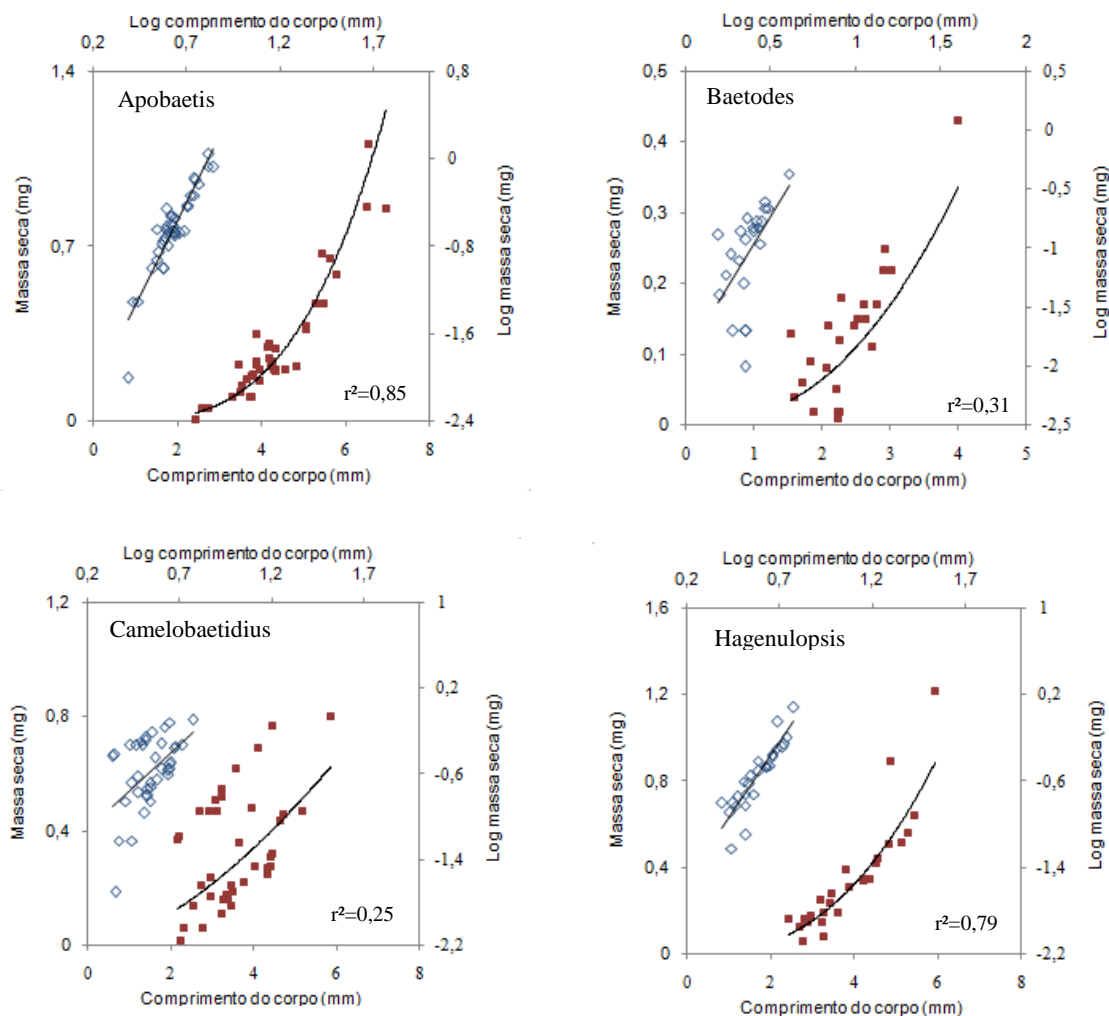 Log comprimento do corpo (mm)
0,2 0,7 1,2 1,7
1,4 0,7 0
Massa seca (mg)
Apobaetis
r²=0,85
0,8 0 -0,8 -1,6 -2,4
Log massa seca (mg)
0 2 4 6 8
Comprimento do corpo (mm)
Log comprimento do corpo (mm)
0 0,5 1 1,5 2
0,5 0,4 0,3 0,2 0,1 0
Massa seca (mg)
Baetodes
r²=0,31
0,5 0 -0,5 -1 -1,5 -2 -2,5
Log massa seca (mg)
0 1 2 3 4 5
Comprimento do corpo (mm)
Log comprimento do corpo (mm)
0,2 0,7 1,2 1,7
1,2 0,8 0,4 0
Massa seca (mg)
Camelobaetidius
r²=0,25
1 0,2 -0,6 -1,4 -2,2
Log massa seca (mg)
0 2 4 6 8
Comprimento do corpo (mm)
Log comprimento do corpo (mm)
0,2 0,7 1,2 1,7
1,6 1,2 0,8 0,4 0
Massa seca (mg)
Hagenulopsis
r²=0,79
1 0,2 -0,6 -1,4 -2,2
Log massa seca (mg)
0 2 4 6 8
Comprimento do corpo (mm)